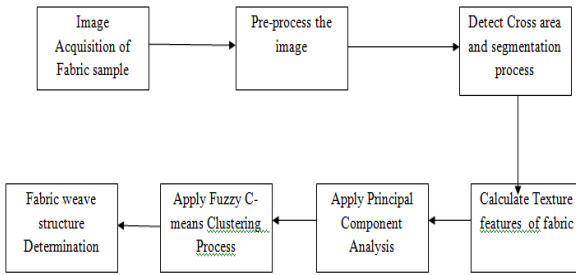 Image
Acquisition of
Fabric sample
Pre-process the
image
Detect Cross area
and segmentation
process
Calculate Texture
features of fabric
Apply Principal
Component
Analysis
Apply Fuzzy C-
means Clustering
Process
Fabric weave
structure
Determination